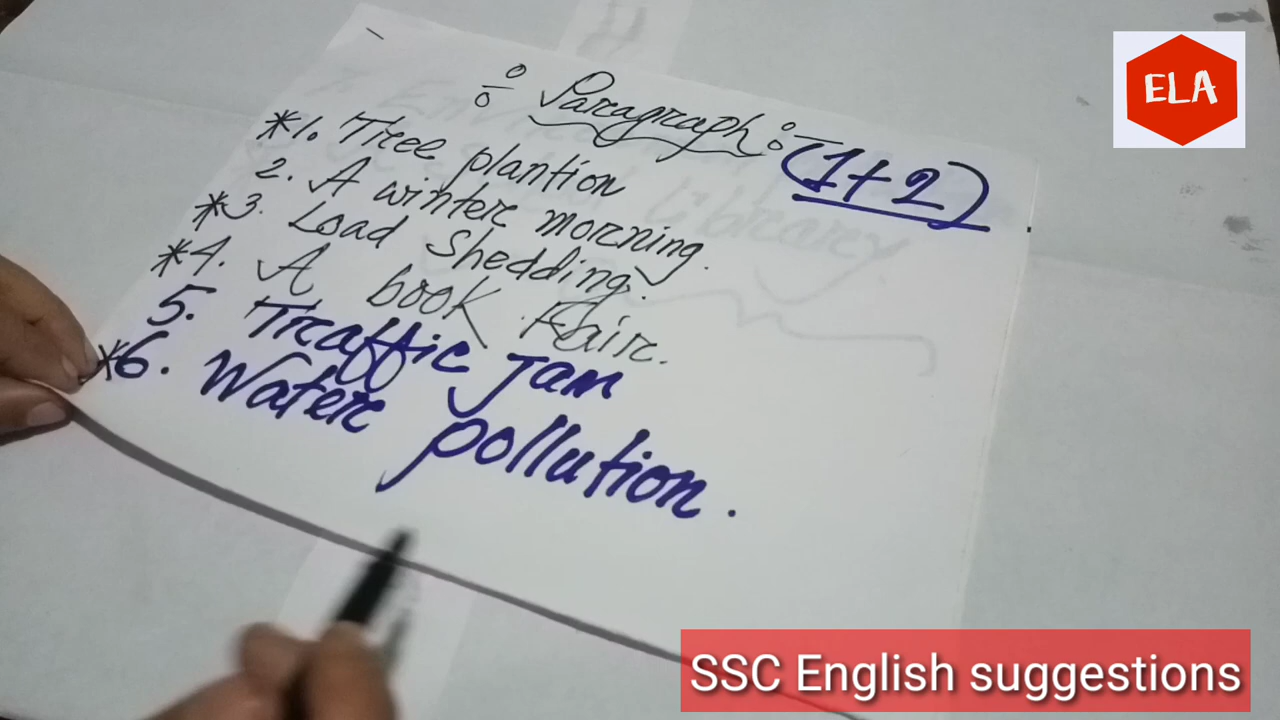 ELA
Paragraph:-
(1+2)
*1. Tree plantion
2. A winter morning.
*3. Load Shedding.
*4. A book Fair.
5. Traffic jam
*6. Water pollution.
Library
SSC English suggestions